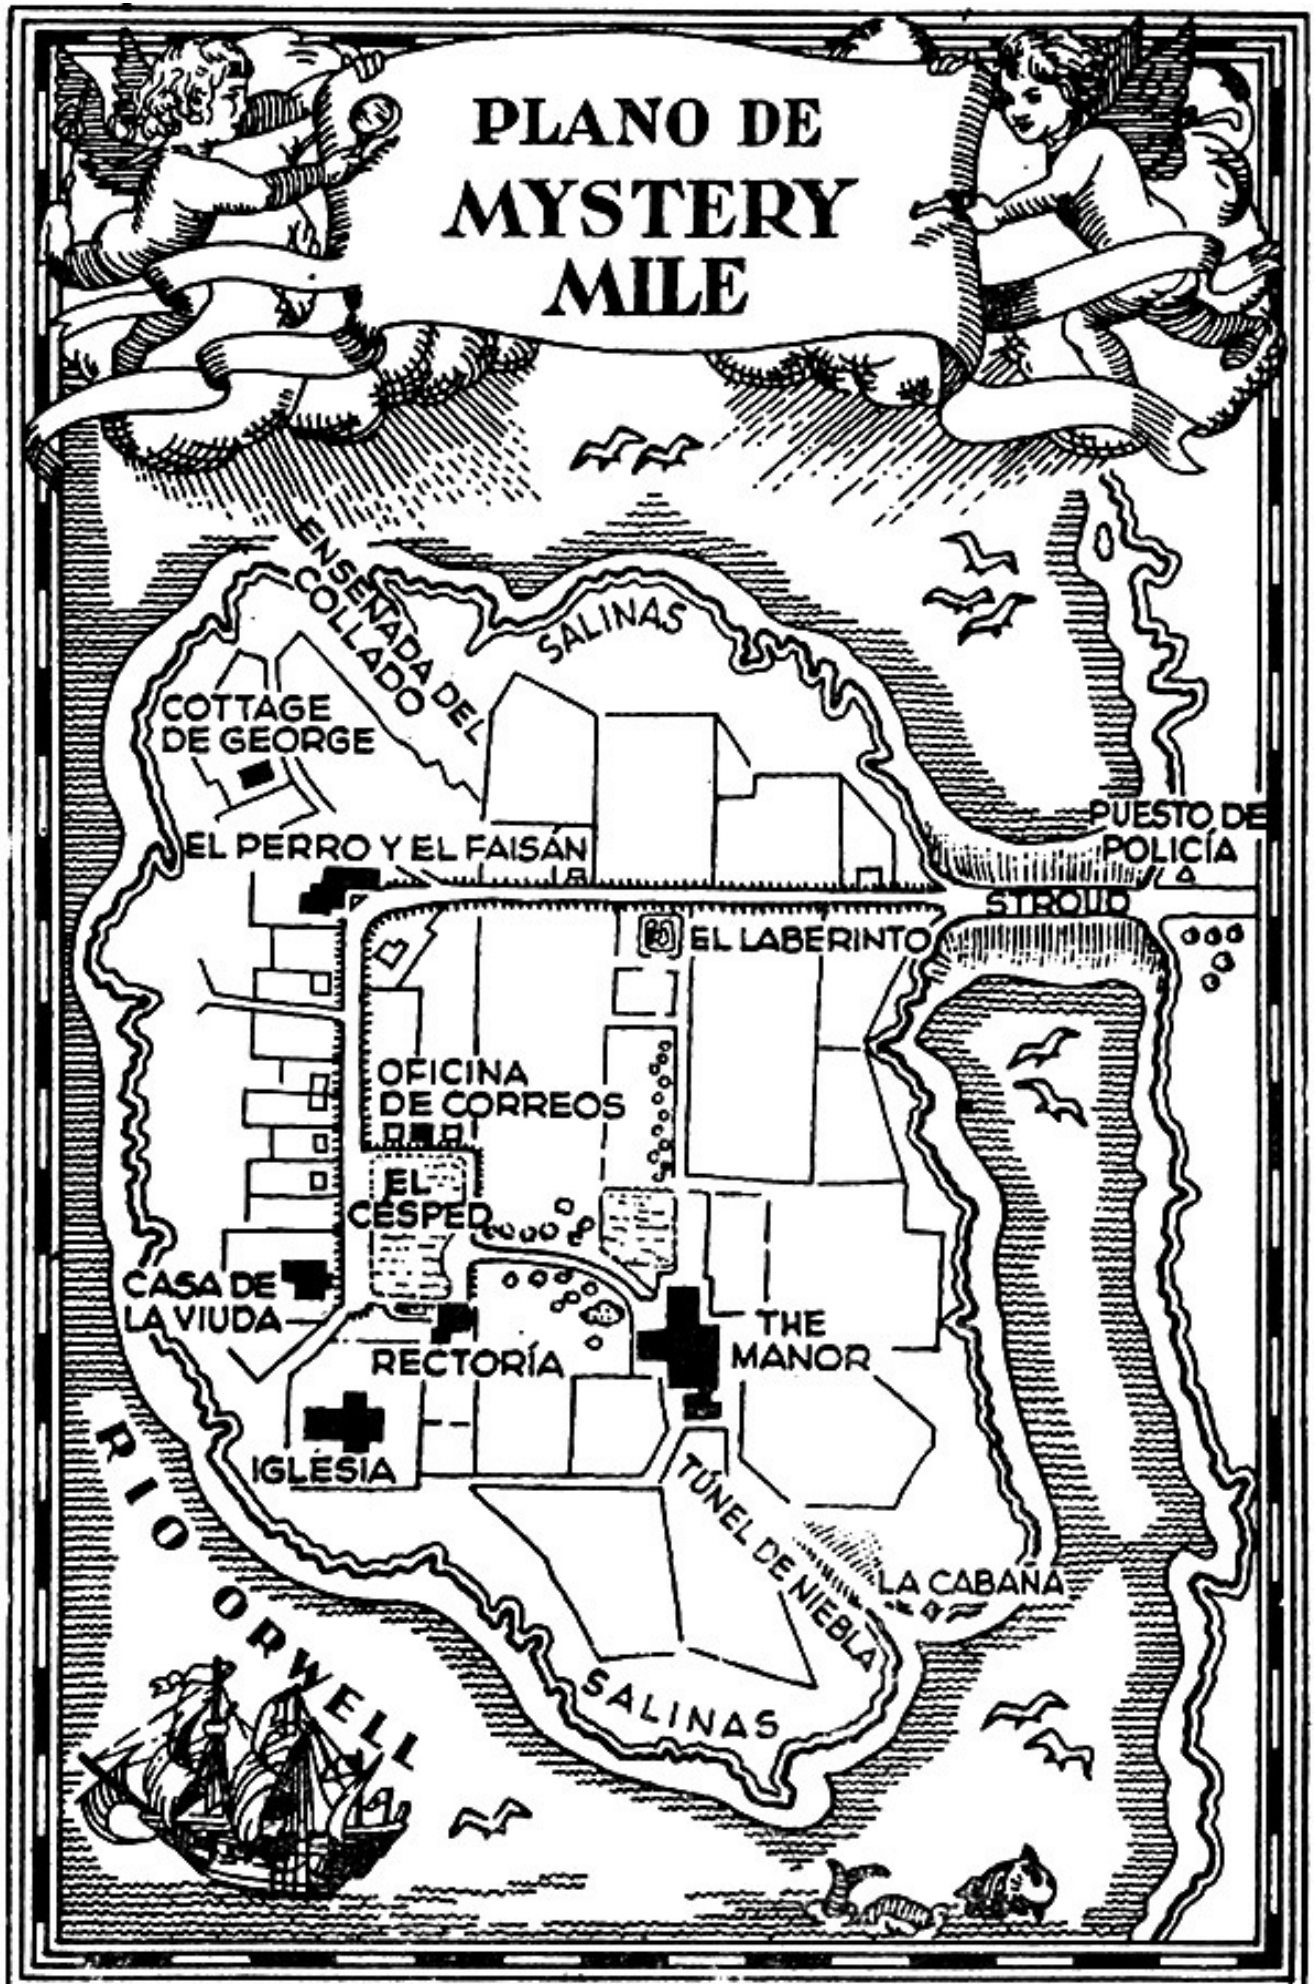 PLANO DE
MYSTERY
MILE
ENSENADA DEL
COLLADO
SALINAS
COTTAGE
DE GEORGE
PUESTO DE
POLICÍA
EL PERRO Y EL FAISÁN
STROUD
EL LABERINTO
OFICINA
DE CORREOS
EL
CESPED
CASA DE
LA VIUDA
THE
MANOR
RECTORÍA
IGLESIA
TÚNEL DE NIEBLA
LA CABAÑA
RIO ORWELL
SALINAS